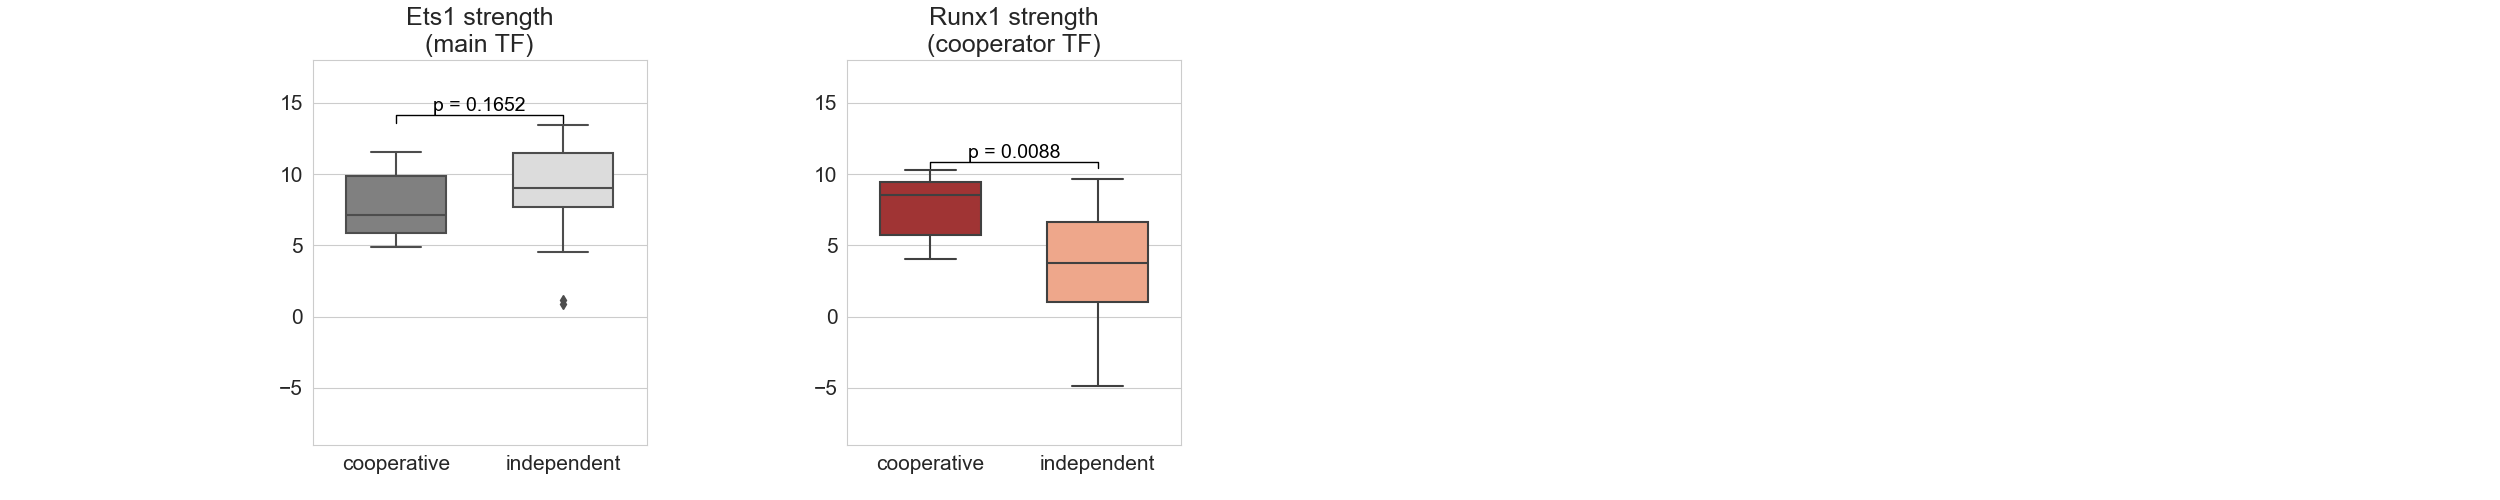 Ets1 strength
(main TF)
15
10
5
0
−5
p = 0.1652
cooperative
independent
Runx1 strength
(cooperator TF)
15
10
5
0
−5
p = 0.0088
cooperative
independent